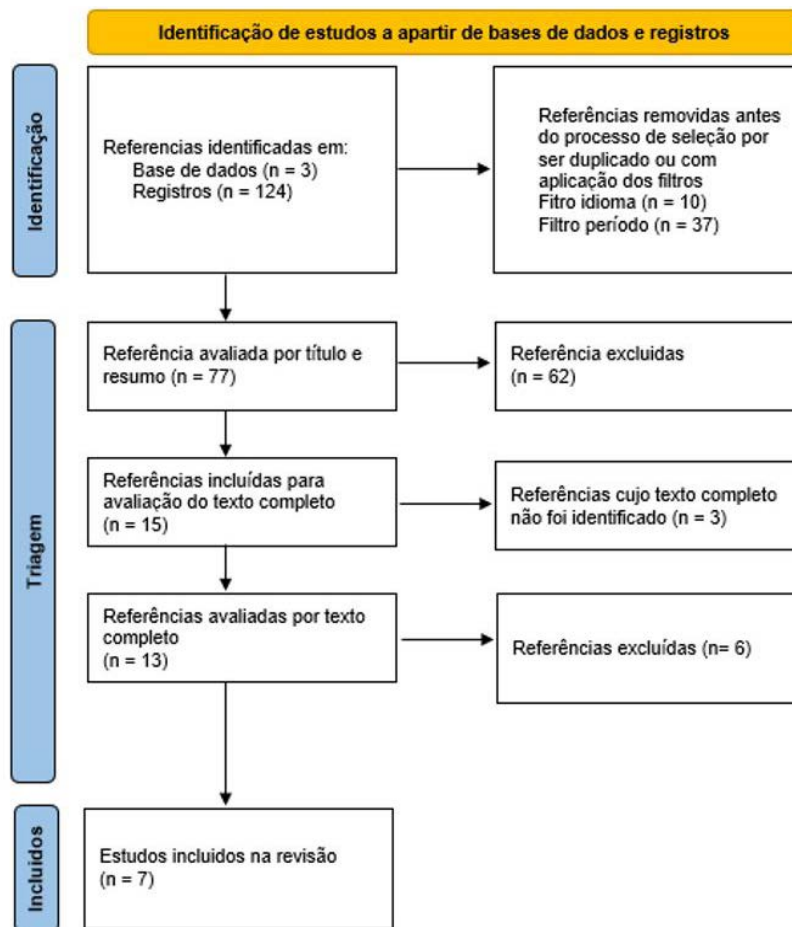 Identificação de estudos a apartir de bases de dados e registros
Identificação
Referencias identificadas em:
Base de dados (n = 3)
Registros (n = 124)
Referências removidas antes
do processo de seleção por
ser duplicado ou com
aplicação dos filtros
Fitro idioma (n = 10)
Filtro período (n = 37)
Triagem
Referência avaliada por título e
resumo (n = 77)
Referência excluidas
(n = 62)
Referências incluídas para
avaliação do texto completo
(n = 15)
Referências cujo texto completo
não foi identificado (n = 3)
Referências avaliadas por texto
completo
(n = 13)
Referências excluídas (n= 6)
Incluidos
Estudos incluidos na revisão
(n = 7)